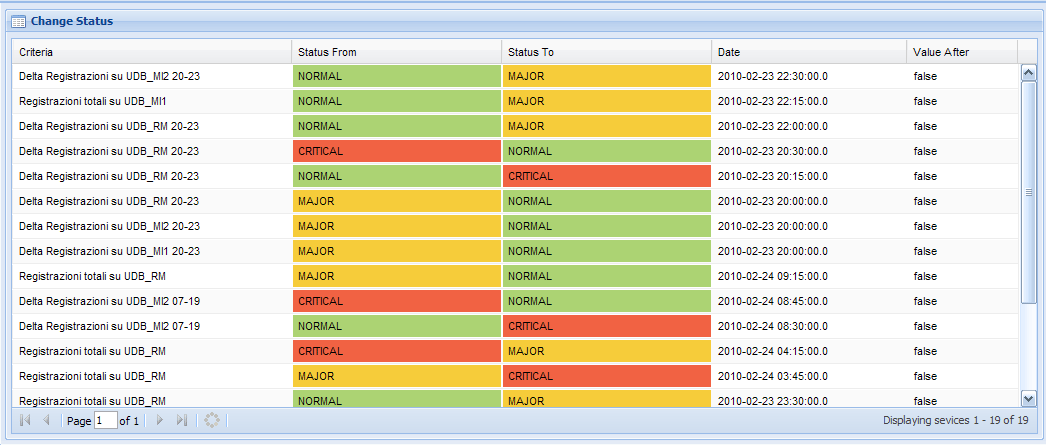 Change Status
Criteria Status From Status To Date Value After
Delta Registrazioni su UDB_MI2 20-23 NORMAL MAJOR 2010-02-23 22:30:00.0 false
Registrazioni totali su UDB_MI1 NORMAL MAJOR 2010-02-23 22:15:00.0 false
Delta Registrazioni su UDB_RM 20-23 NORMAL MAJOR 2010-02-23 22:00:00.0 false
Delta Registrazioni su UDB_RM 20-23 CRITICAL NORMAL 2010-02-23 20:30:00.0 false
Delta Registrazioni su UDB_RM 20-23 NORMAL CRITICAL 2010-02-23 20:15:00.0 false
Delta Registrazioni su UDB_RM 20-23 MAJOR NORMAL 2010-02-23 20:00:00.0 false
Delta Registrazioni su UDB_MI2 20-23 MAJOR NORMAL 2010-02-23 20:00:00.0 false
Delta Registrazioni su UDB_MI1 20-23 MAJOR NORMAL 2010-02-23 20:00:00.0 false
Registrazioni totali su UDB_RM MAJOR NORMAL 2010-02-24 09:15:00.0 false
Delta Registrazioni su UDB_MI2 07-19 CRITICAL NORMAL 2010-02-24 08:45:00.0 false
Delta Registrazioni su UDB_MI2 07-19 NORMAL CRITICAL 2010-02-24 08:30:00.0 false
Registrazioni totali su UDB_RM CRITICAL MAJOR 2010-02-24 04:15:00.0 false
Registrazioni totali su UDB_RM MAJOR CRITICAL 2010-02-24 03:45:00.0 false
Registrazioni totali su UDB_RM NORMAL MAJOR 2010-02-23 23:30:00.0 false
Page 1 of 1 Displaying sevices 1 - 19 of 19